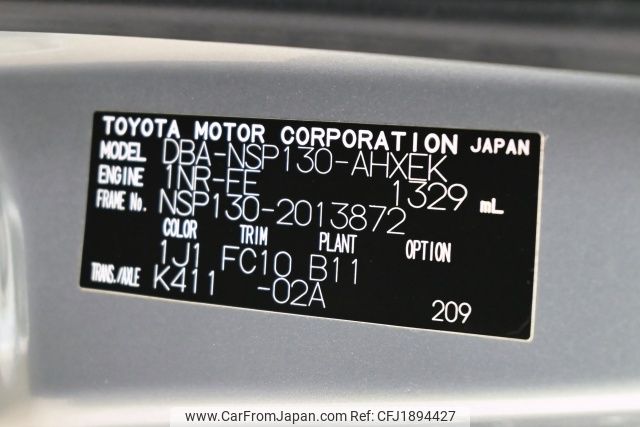 TOYOTA MOTOR CORPORATION JAPAN
MODEL DBA-NSP130-AHXEK
ENGINE 1NR-FE 1329 mL
FRAME No. NSP130-2013872
COLOR TRIM PLANT OPTION
1J1 FC10 B11
TRANS./AXLE K411 -02A
209
www.CarFromJapan.com | Ref No. CFJ1894427